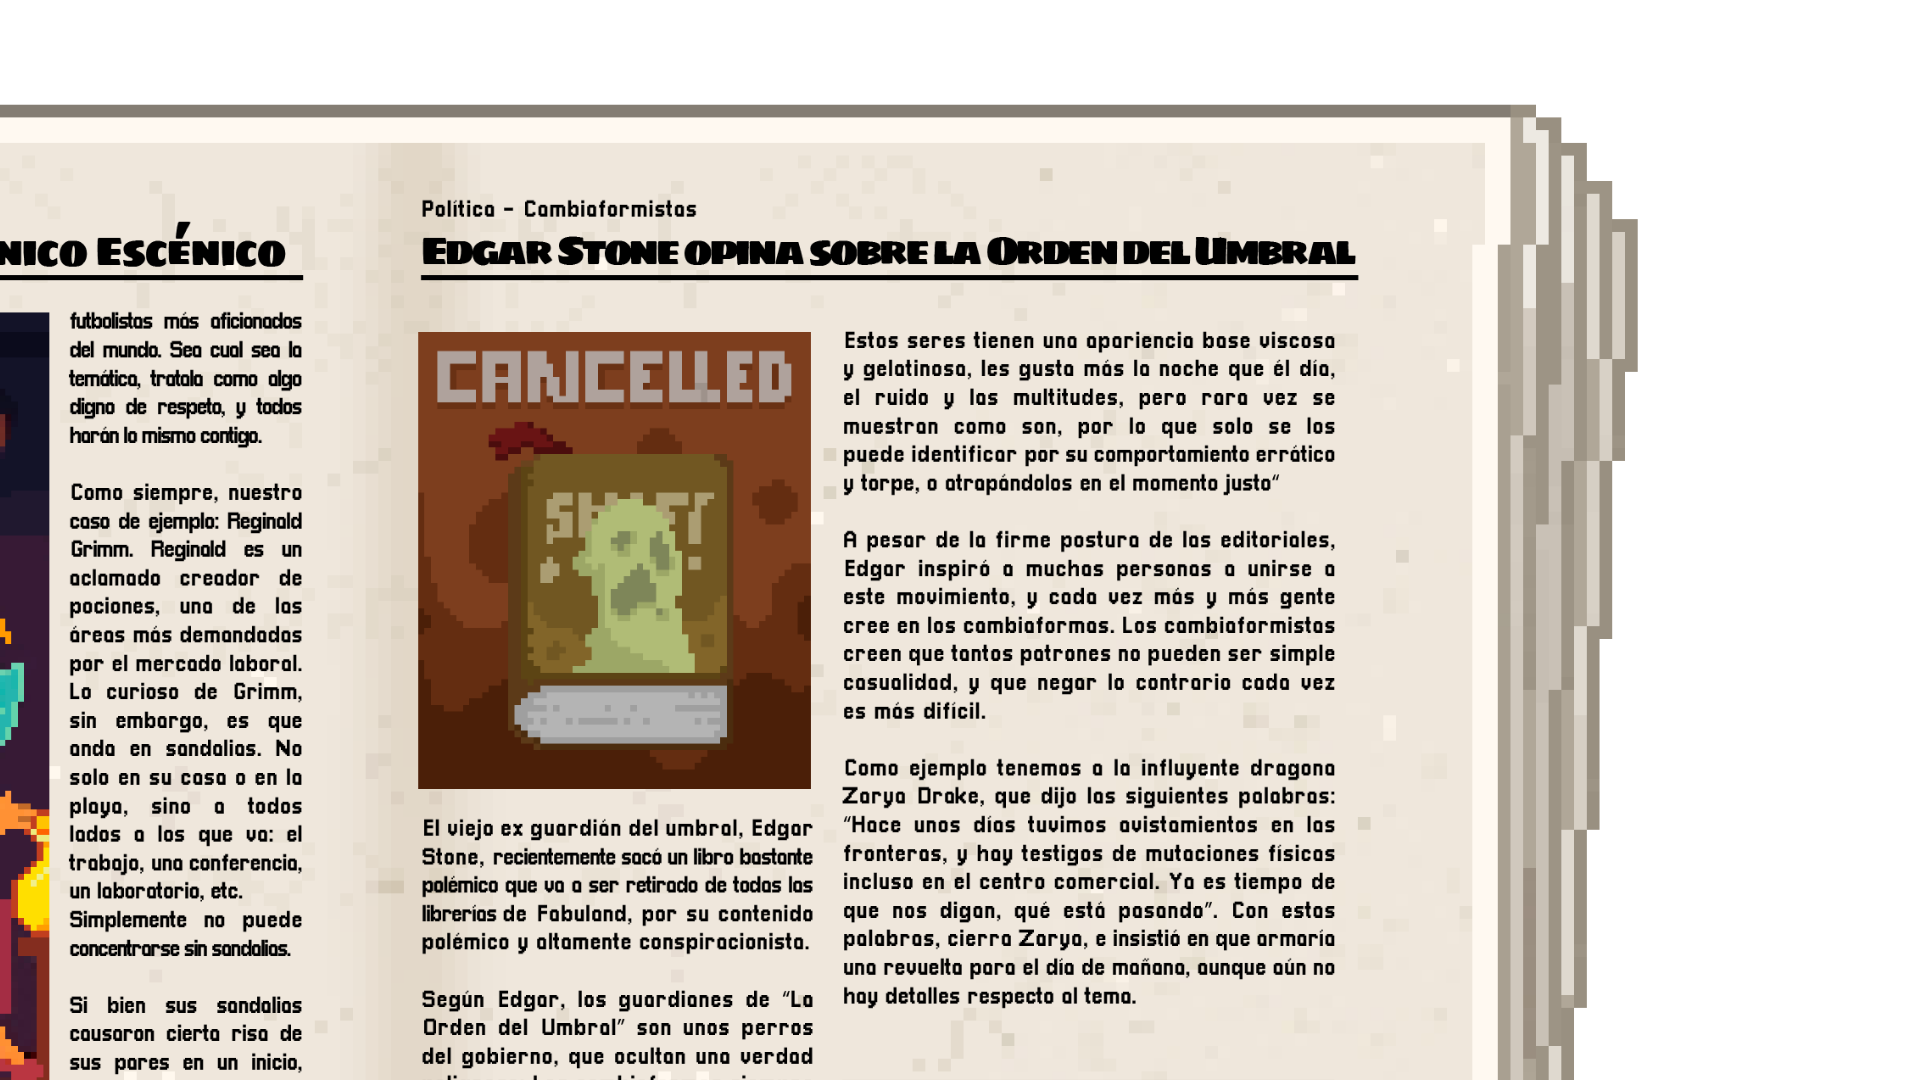 NICO ESCÉNICO
futbolistas más aficionados
del mundo. Sea cual sea la
temática, tratala como algo
digno de respeto, y todos
harán lo mismo contigo.
Como siempre, nuestro
caso de ejemplo: Reginald
Grimm. Reginald es un
aclamado creador de
pociones, una de las
áreas más demandadas
por el mercado laboral.
Lo curioso de Grimm,
sin embargo, es que
anda en sandalias. No
solo en su casa o en la
playa, sino a todos
lados a los que va: el
trabajo, una conferencia,
un laboratorio, etc.
Simplemente no puede
concentrarse sin sandalias.
Si bien sus sandalias
causaron cierta risa de
sus pares en un inicio,
Política - Cambiaformistas
EDGAR STONE OPINA SOBRE LA ORDEN DEL UMBRAL
CANCELLED
El viejo ex guardián del umbral, Edgar
Stone, recientemente sacó un libro bastante
polémico que va a ser retirado de todas las
librerías de Fabuland, por su contenido
polémico y altamente conspiracionista.
Según Edgar, los guardianes de “La
Orden del Umbral” son unos perros
del gobierno, que ocultan una verdad
Estos seres tienen una apariencia base viscosa
y gelatinosa, les gusta más la noche que él día,
el ruido y las multitudes, pero rara vez se
muestran como son, por lo que solo se los
puede identificar por su comportamiento errático
y torpe, o atrapándolos en el momento justo“
A pesar de la firme postura de las editoriales,
Edgar inspiró a muchas personas a unirse a
este movimiento, y cada vez más y más gente
cree en los cambiaformas. Los cambiaformistas
creen que tantos patrones no pueden ser simple
casualidad, y que negar lo contrario cada vez
es más difícil.
Como ejemplo tenemos a la influyente dragona
Zarya Drake, que dijo las siguientes palabras:
“Hace unos días tuvimos avistamientos en las
fronteras, y hay testigos de mutaciones físicas
incluso en el centro comercial. Ya es tiempo de
que nos digan, qué está pasando”. Con estas
palabras, cierra Zarya, e insistió en que armaría
una revuelta para el día de mañana, aunque aún no
hay detalles respecto al tema.